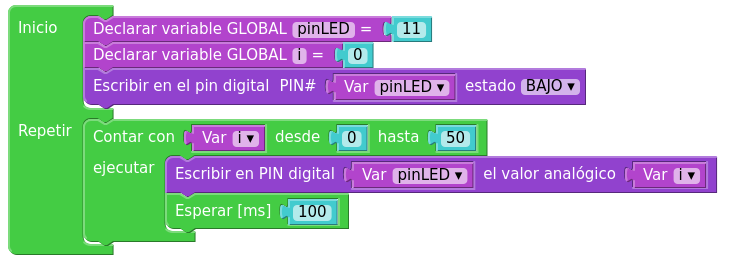 Inicio
Declarar variable GLOBAL pinLED = 11
Declarar variable GLOBAL i = 0
Escribir en el pin digital PIN# Var pinLED ▾ estado BAJO ▾
Repetir
Contar con Var i ▾ desde 0 hasta 50
ejecutar
Escribir en PIN digital Var pinLED ▾ el valor analógico Var i ▾
Esperar [ms] 100